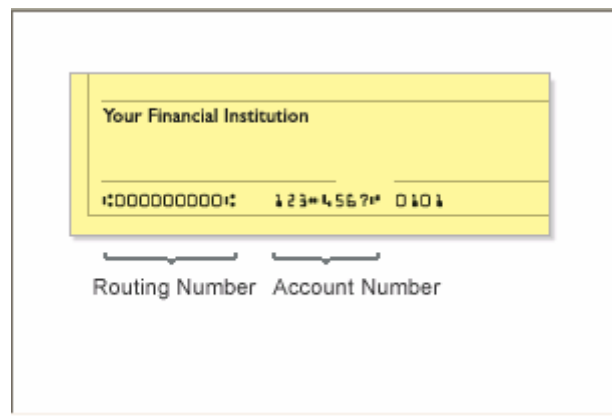 Your Financial Institution
⑆000000000⑆ 123⑉4567⑈ 0101
Routing Number Account Number